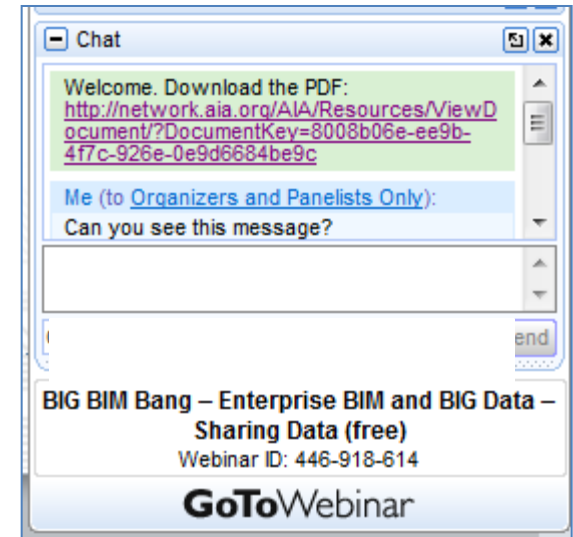 Chat
Welcome. Download the PDF:
http://network.aia.org/AIA/Resources/ViewD
ocument/?DocumentKey=8008b06e-ee9b-
4f7c-926e-0e9d6684be9c
Me (to Organizers and Panelists Only):
Can you see this message?
end
BIG BIM Bang – Enterprise BIM and BIG Data –
Sharing Data (free)
Webinar ID: 446-918-614
GoToWebinar